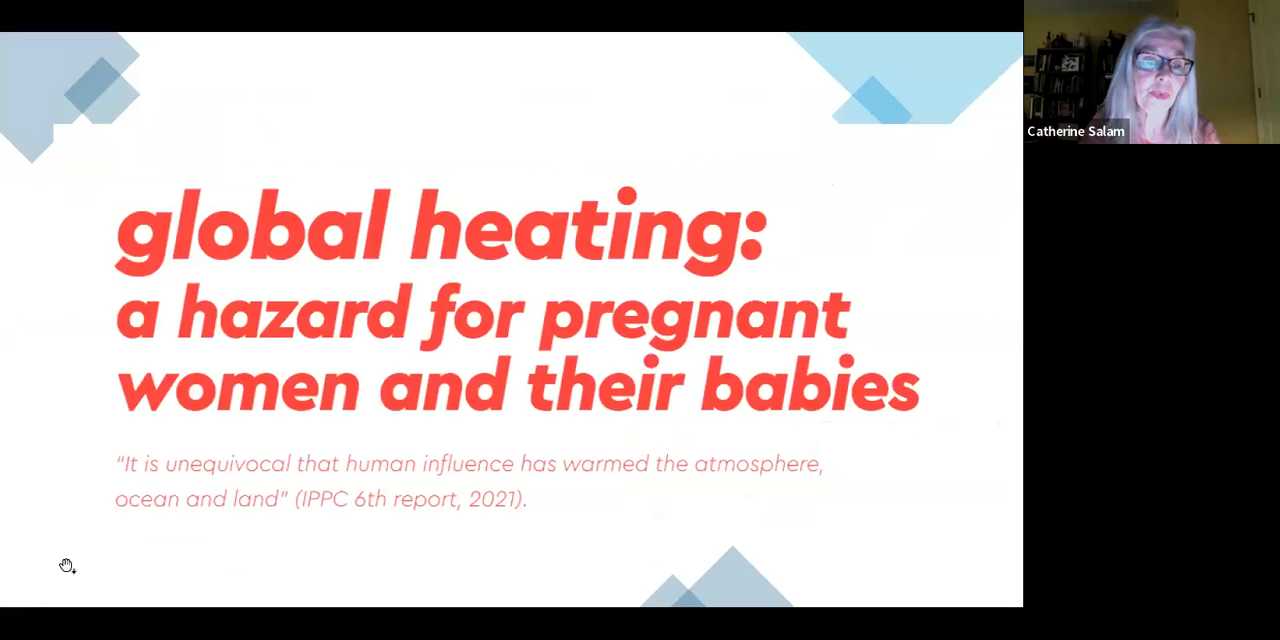 global heating:
a hazard for pregnant
women and their babies
“It is unequivocal that human influence has warmed the atmosphere,
ocean and land” (IPPC 6th report, 2021).
Catherine Salam